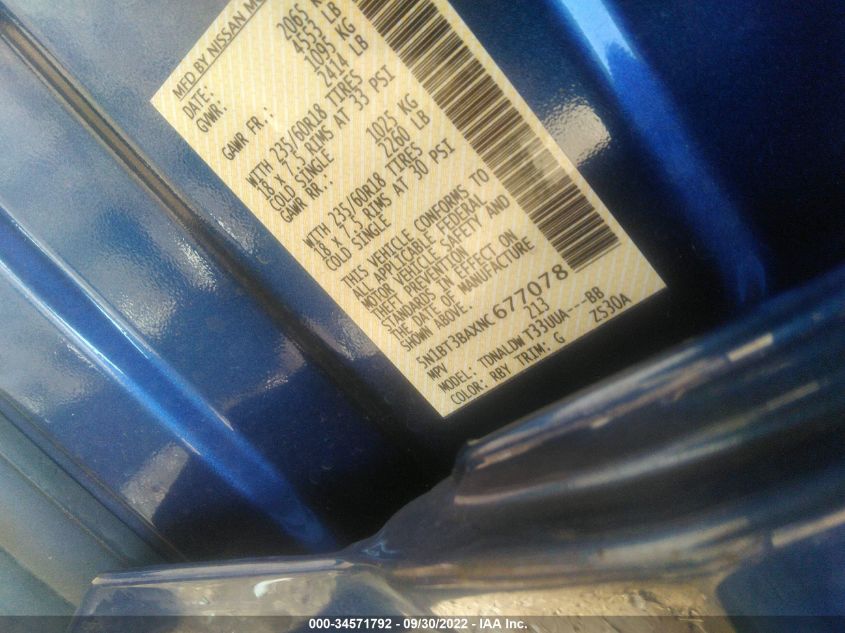 MFD BY NISSAN MO
DATE:
GVWR: 2065 K
4553 LB
GAWR FR.: 1095 KG
2414 LB
WITH 235/60R18 TIRES
18 X 7.5 RIMS AT 33 PSI
COLD SINGLE
GAWR RR.: 1025 KG
2260 LB
WITH 235/60R18 TIRES
18 X 7.5 RIMS AT 30 PSI
COLD SINGLE
THIS VEHICLE CONFORMS TO
ALL APPLICABLE FEDERAL
MOTOR VEHICLE SAFETY AND
THEFT PREVENTION
STANDARDS IN EFFECT ON
THE DATE OF MANUFACTURE
SHOWN ABOVE.
5N1BT3BAXNC677078
MPV 213
MODEL: TDNALDW T33UUA---BB
COLOR: RBY TRIM: G Z530A
000-34571792 - 09/30/2022 - IAA Inc.